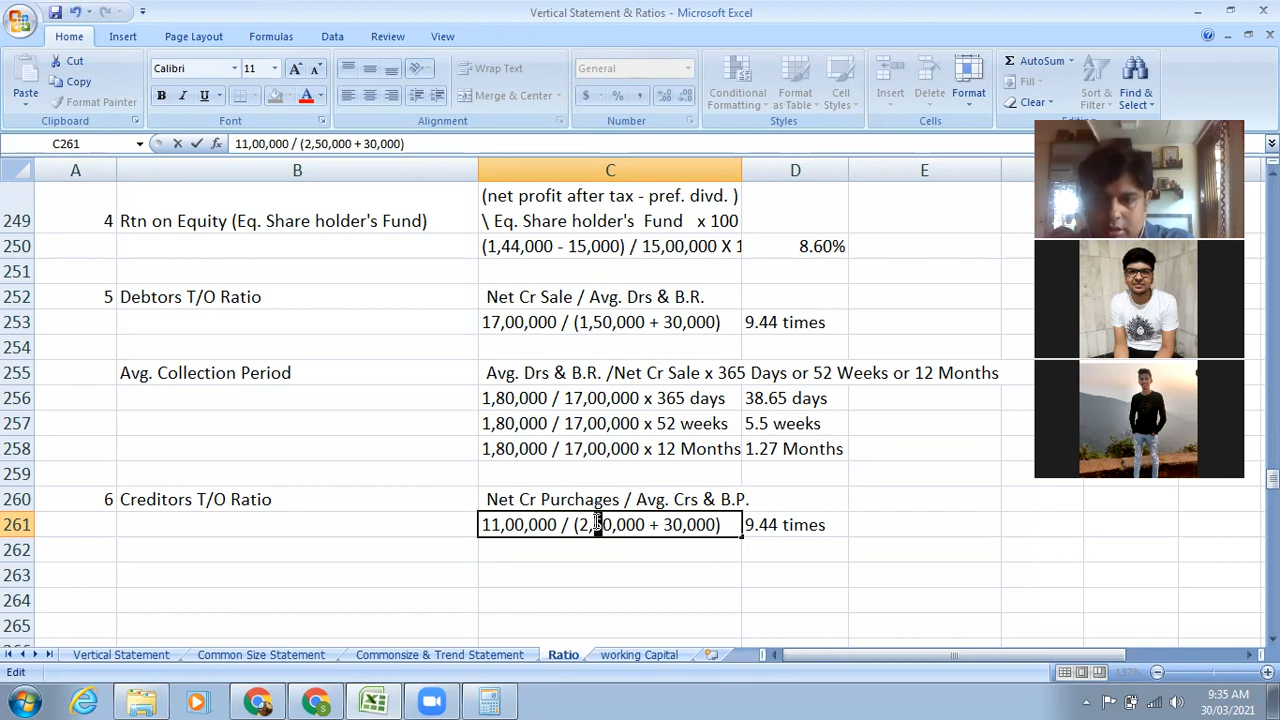 Vertical Statement & Ratios - Microsoft Excel
Home Insert Page Layout Formulas Data Review View
Cut
Copy
Format Painter
Paste
Clipboard
Calibri 11
B I U A
Font
Wrap Text
Merge & Center
Alignment
General
$ % ,
Number
Conditional Formatting
Format as Table
Cell Styles
Styles
Insert
Delete
Format
Cells
AutoSum
Fill
Clear
Sort & Filter
Find & Select
C261 fx 11,00,000 / (2,50,000 + 30,000)
A B C D E
(net profit after tax - pref. divd. )
249 4 Rtn on Equity (Eq. Share holder's Fund) \ Eq. Share holder's Fund x 100
250 (1,44,000 - 15,000) / 15,00,000 X 1 8.60%
251
252 5 Debtors T/O Ratio Net Cr Sale / Avg. Drs & B.R.
253 17,00,000 / (1,50,000 + 30,000) 9.44 times
254
255 Avg. Collection Period Avg. Drs & B.R. /Net Cr Sale x 365 Days or 52 Weeks or 12 Months
256 1,80,000 / 17,00,000 x 365 days 38.65 days
257 1,80,000 / 17,00,000 x 52 weeks 5.5 weeks
258 1,80,000 / 17,00,000 x 12 Months 1.27 Months
259
260 6 Creditors T/O Ratio Net Cr Purchages / Avg. Crs & B.P.
261 11,00,000 / (2,50,000 + 30,000) 9.44 times
262
263
264
265
Vertical Statement Common Size Statement Commonsize & Trend Statement Ratio working Capital
Edit
137%
9:35 AM
30/03/2021